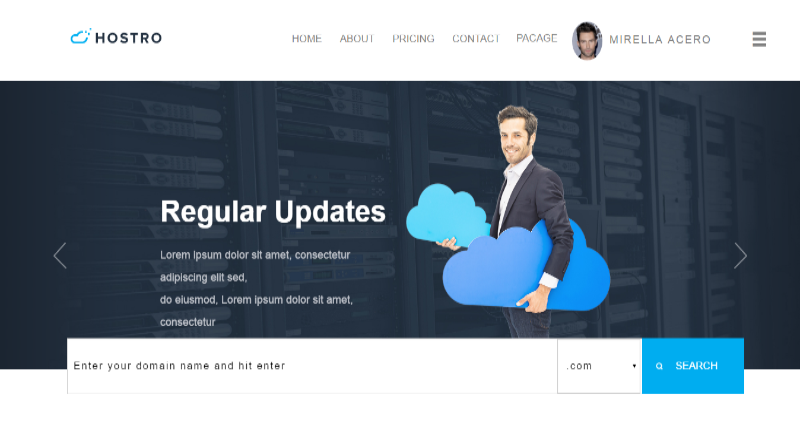 HOSTRO
HOME ABOUT PRICING CONTACT PACAGE MIRELLA ACERO
Regular Updates
Lorem ipsum dolor sit amet, consectetur
adipiscing elit sed,
do eiusmod, Lorem ipsum dolor sit amet,
consectetur
Enter your domain name and hit enter .com SEARCH